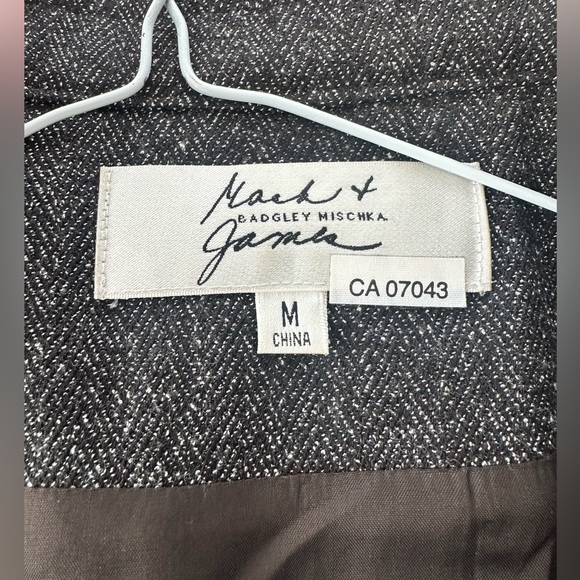 Mark +
BADGLEY MISCHKA.
James
CA 07043
M
CHINA